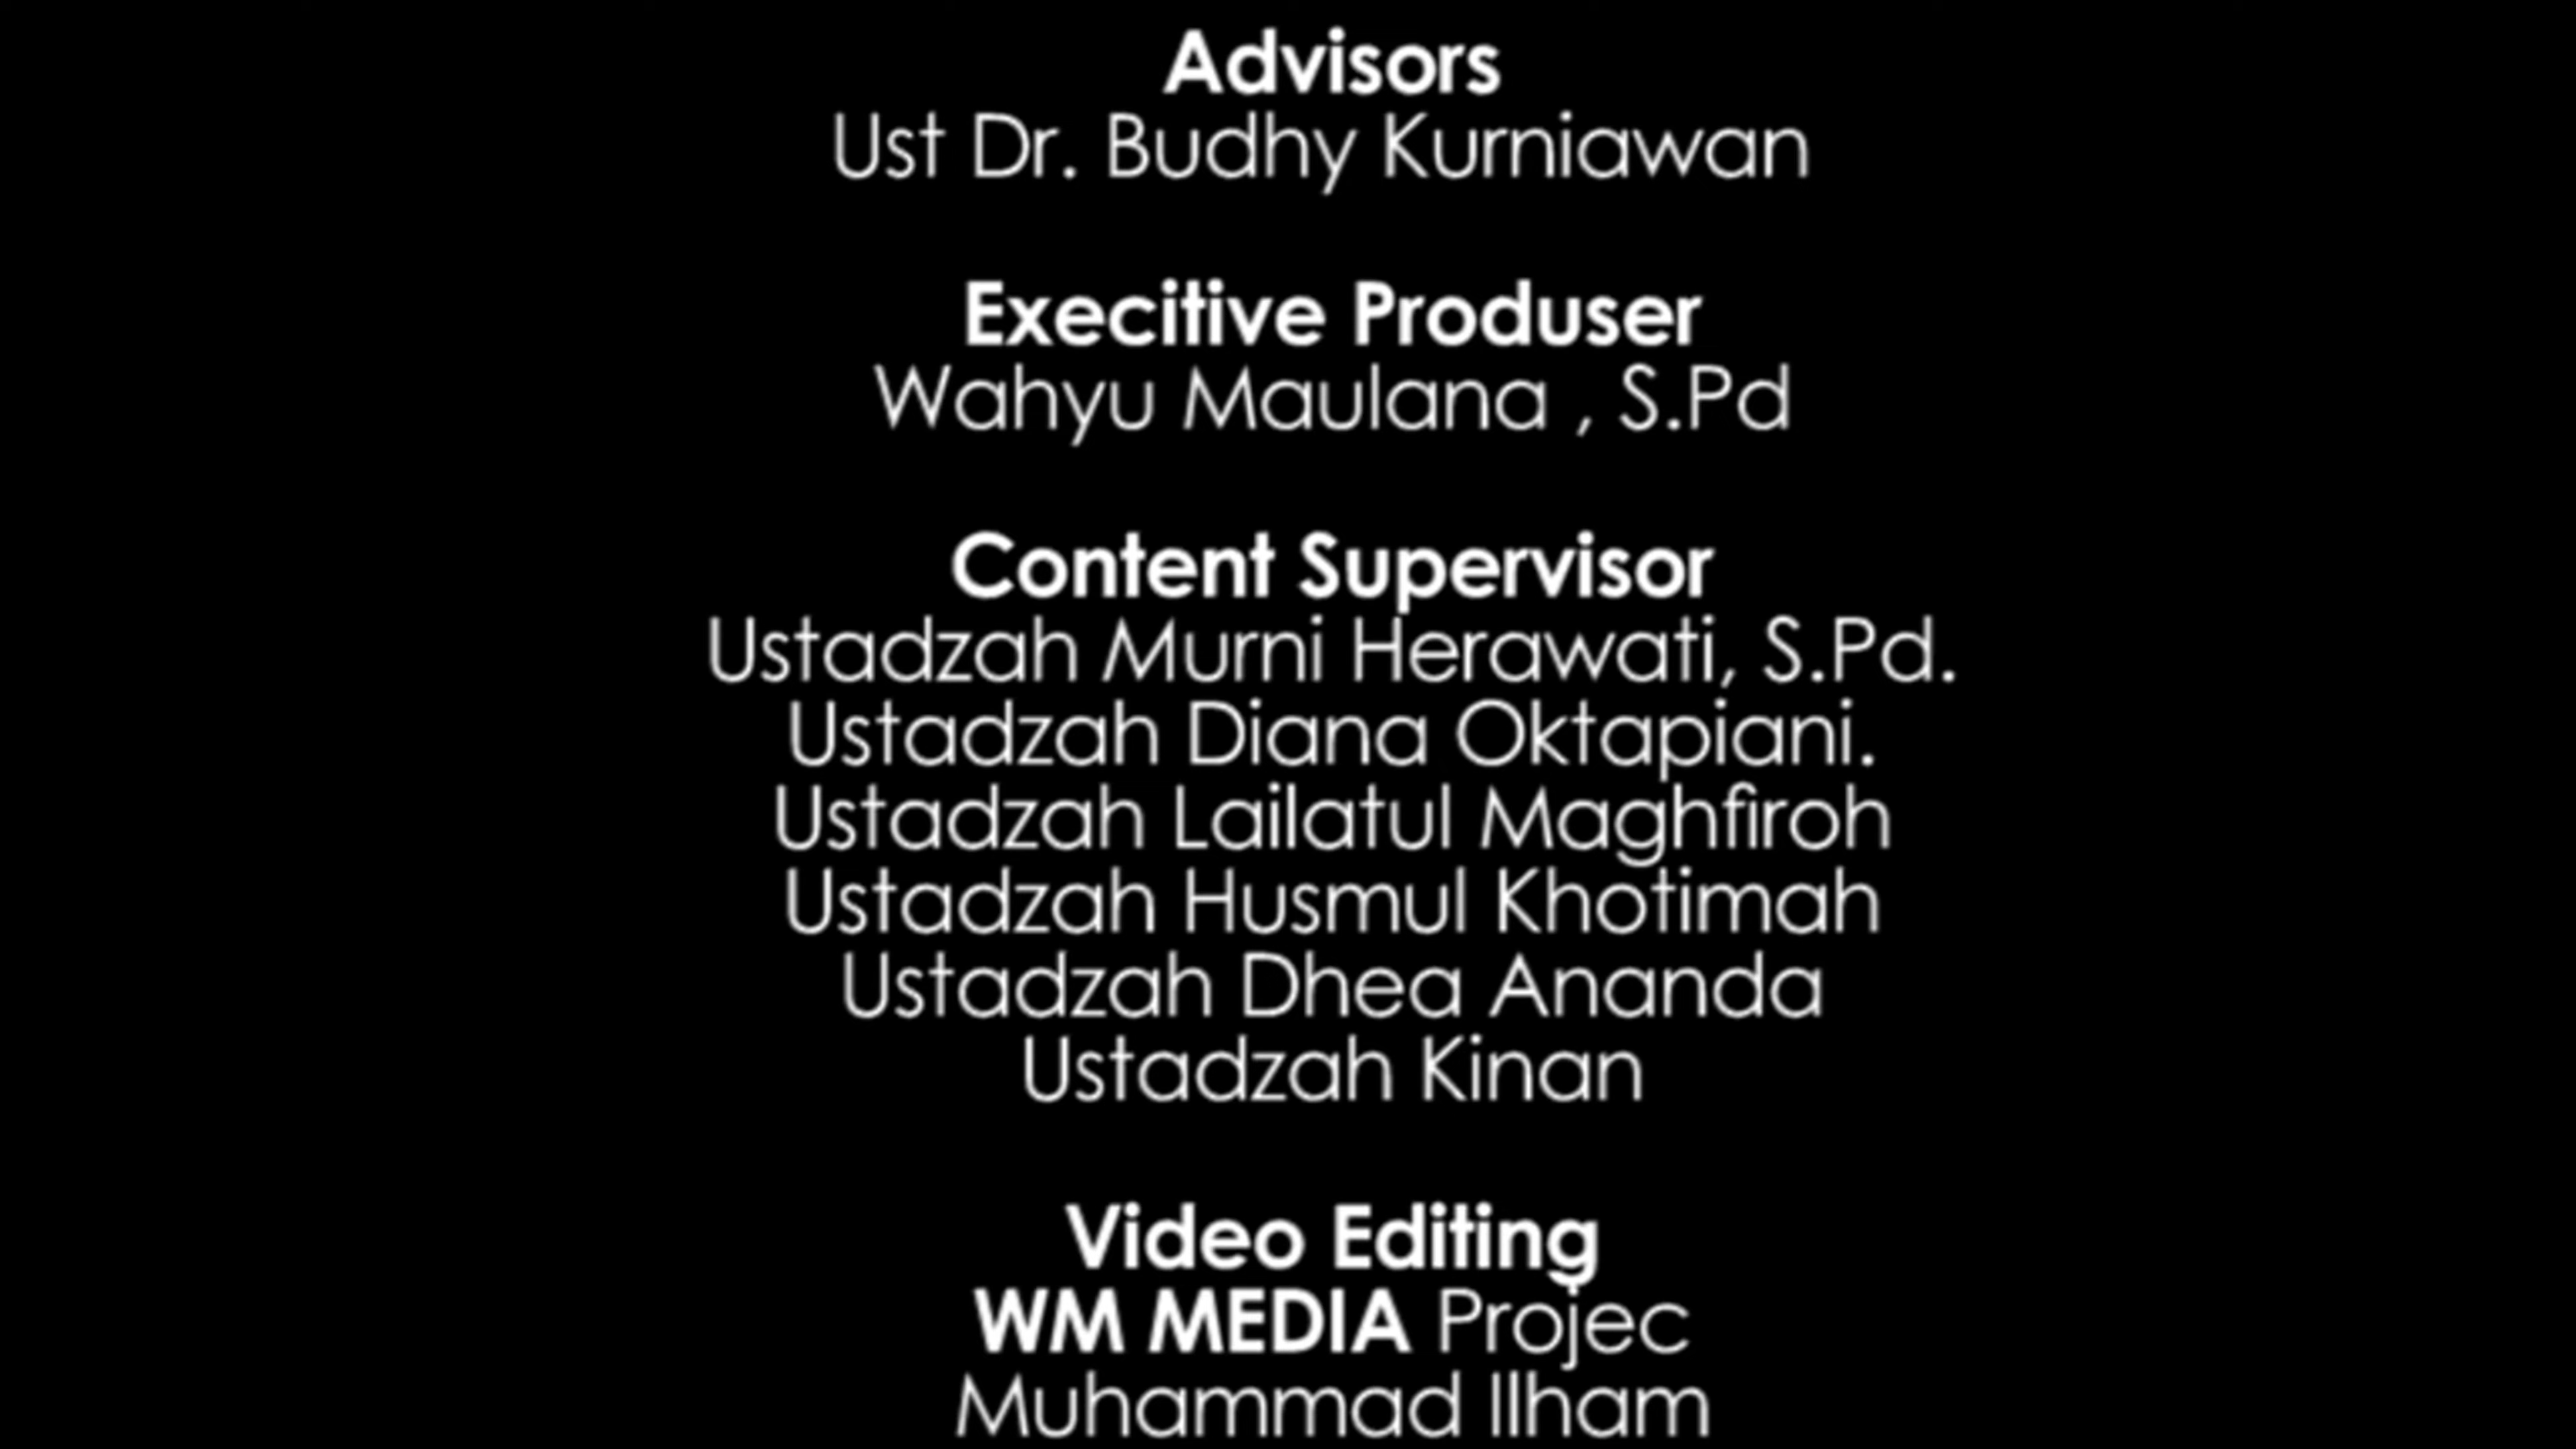 Advisors
Ust Dr. Budhy Kurniawan
Execitive Produser
Wahyu Maulana , S.Pd
Content Supervisor
Ustadzah Murni Herawati, S.Pd.
Ustadzah Diana Oktapiani.
Ustadzah Lailatul Maghfiroh
Ustadzah Husmul Khotimah
Ustadzah Dhea Ananda
Ustadzah Kinan
Video Editing
WM MEDIA Projec
Muhammad Ilham